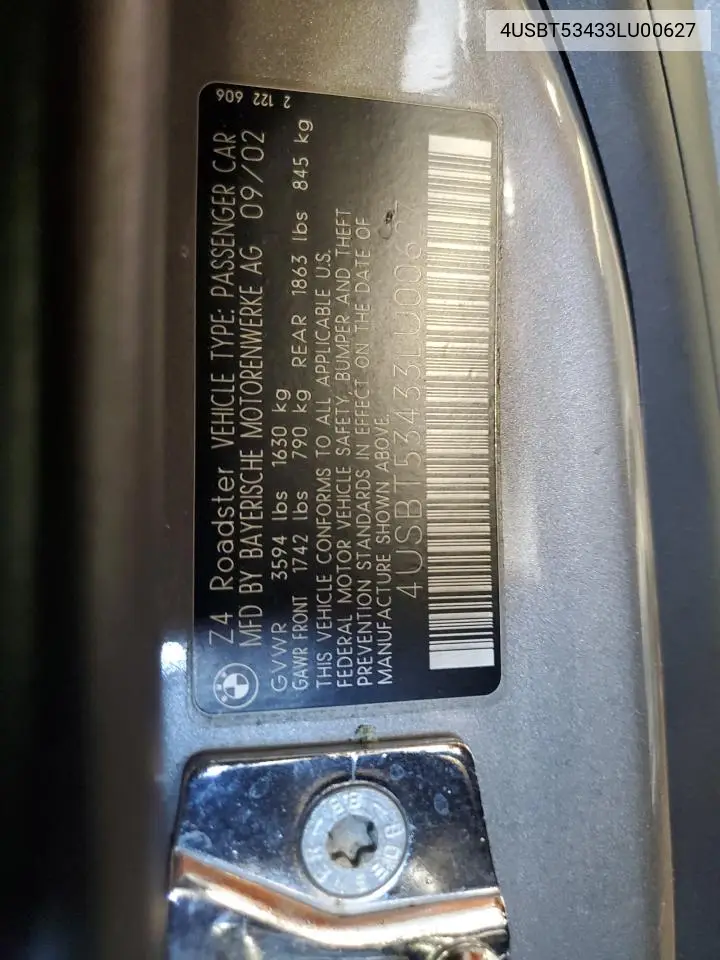 4USBT53433LU00627
2 122 606
Z4 Roadster VEHICLE TYPE: PASSENGER CAR
MFD BY BAYERISCHE MOTORENWERKE AG 09/02
GVWR 3594 lbs 1630 kg
GAWR FRONT 1742 lbs 790 kg REAR 1863 lbs 845 kg
THIS VEHICLE CONFORMS TO ALL APPLICABLE U.S.
FEDERAL MOTOR VEHICLE SAFETY, BUMPER AND THEFT
PREVENTION STANDARDS IN EFFECT ON THE DATE OF
MANUFACTURE SHOWN ABOVE.
4USBT53433LU00627